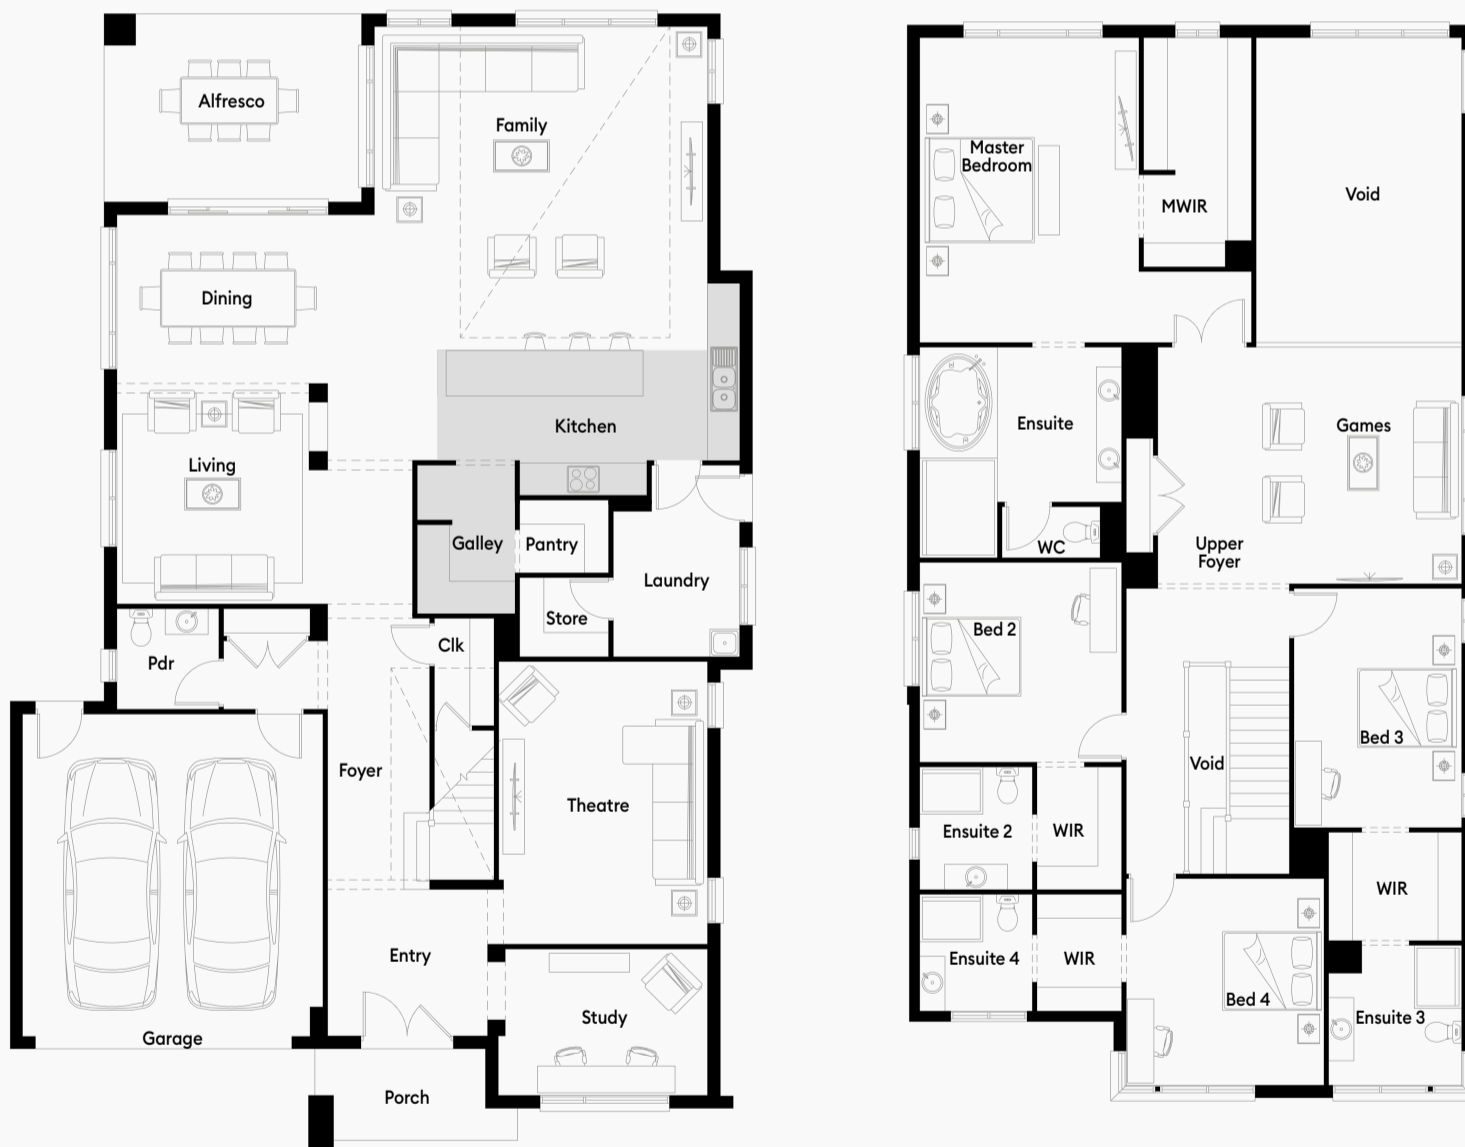 Alfresco
Family
Dining
Kitchen
Living
Galley
Pantry
Laundry
Store
Clk
Pdr
Foyer
Theatre
Entry
Study
Garage
Porch
Master
Bedroom
MWIR
Void
Ensuite
Games
WC
Upper
Foyer
Bed 2
Bed 3
Void
Ensuite 2
WIR
WIR
Ensuite 4
WIR
Bed 4
Ensuite 3